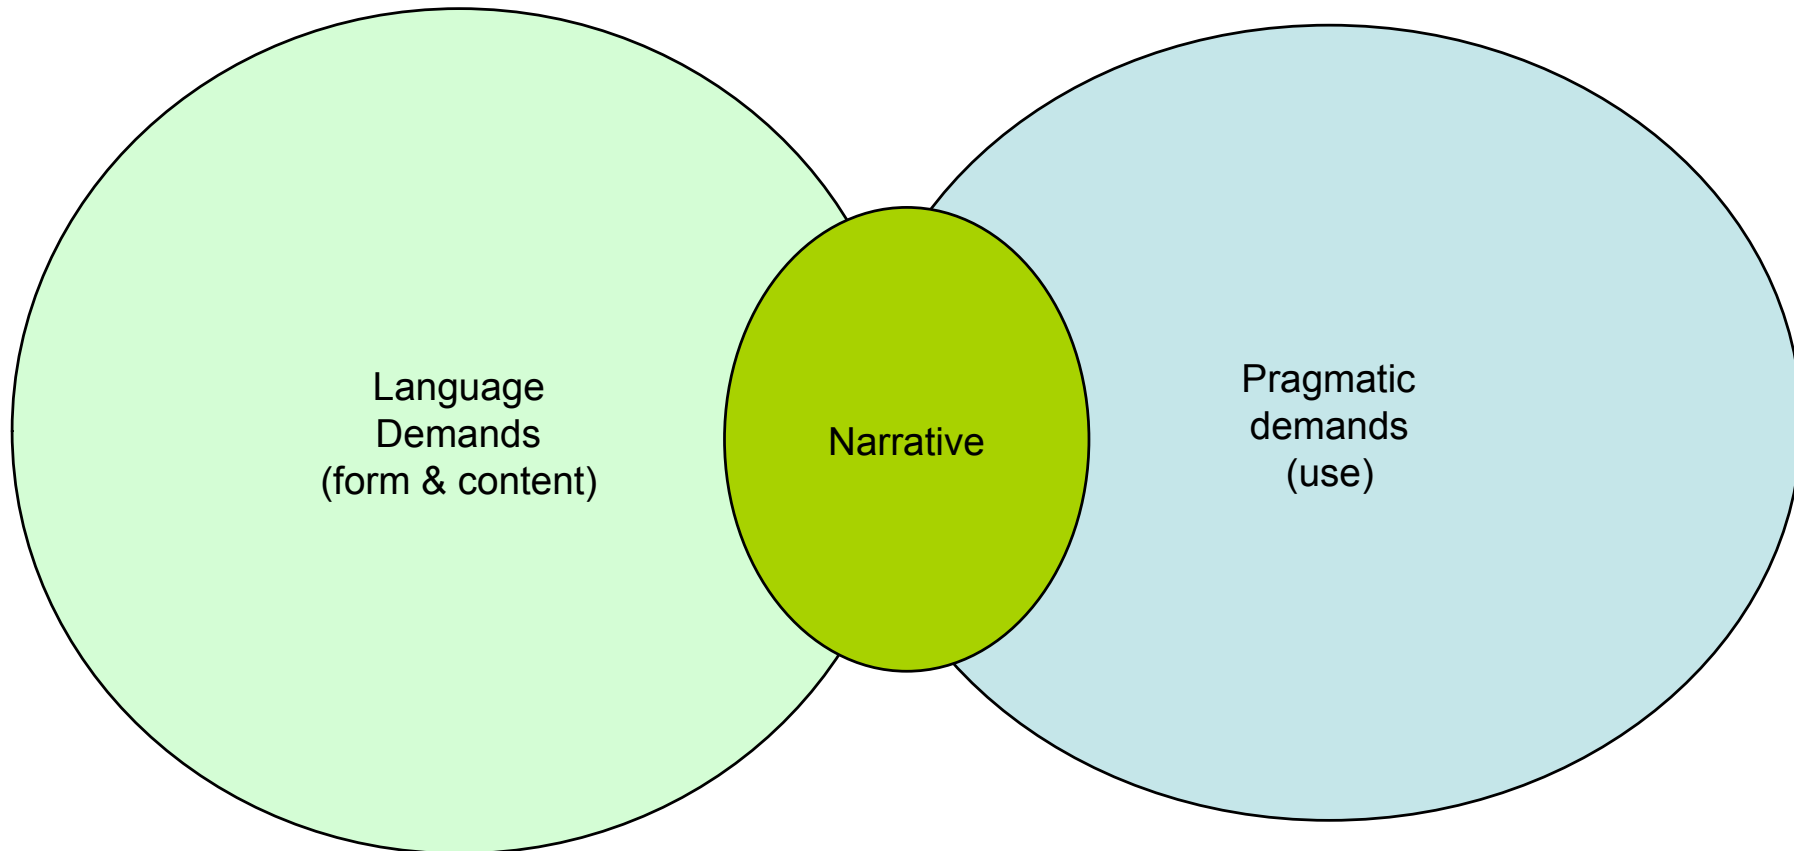 Language
Demands
(form & content)
Narrative
Pragmatic
demands
(use)